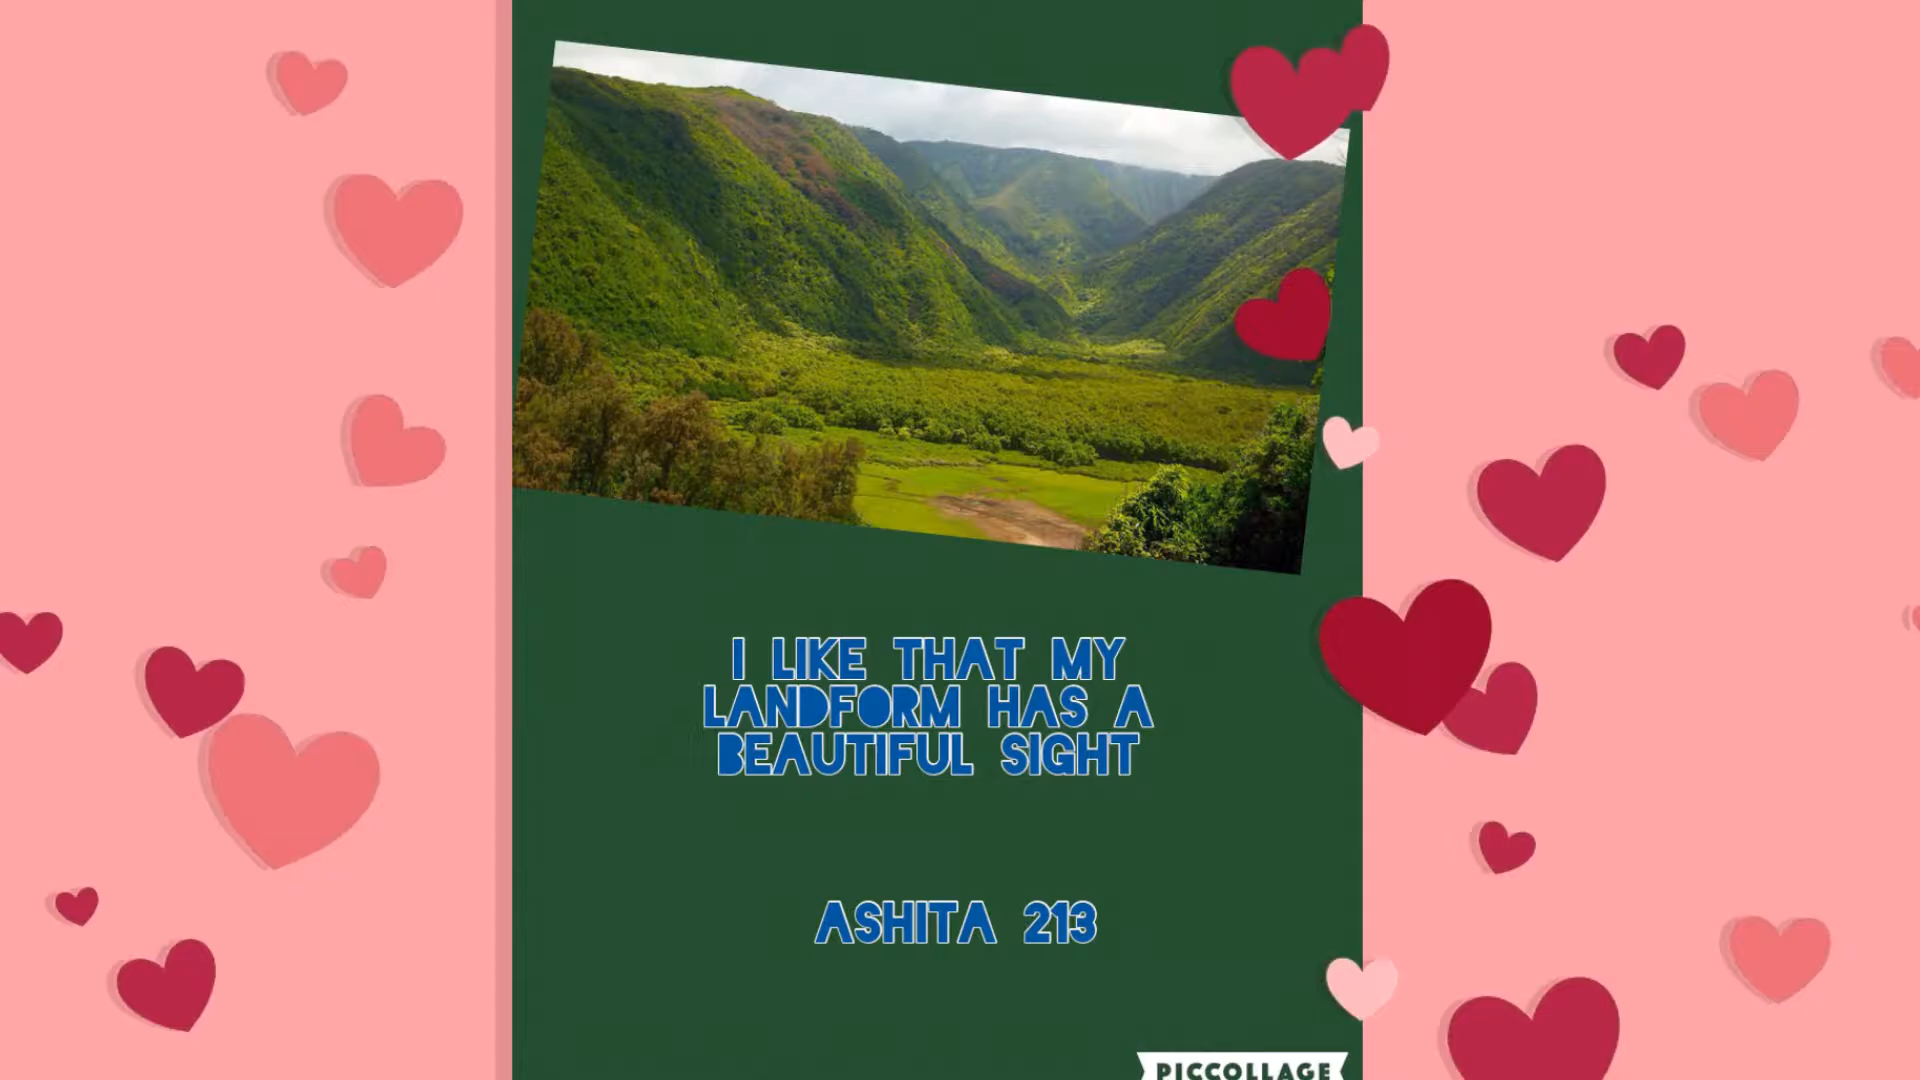 I LIKE THAT MY
LANDFORM HAS A
BEAUTIFUL SIGHT
ASHITA 213
PICCOLLAGE